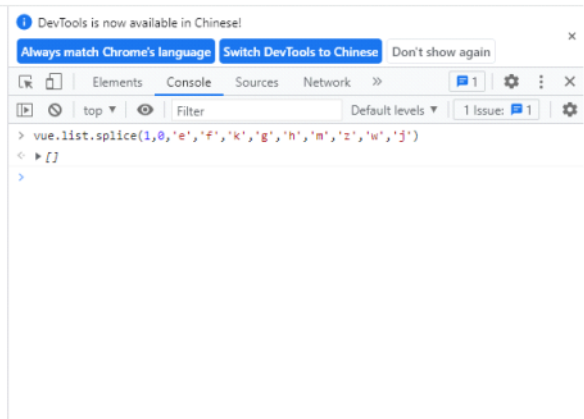 DevTools is now available in Chinese!
Always match Chrome's language Switch DevTools to Chinese Don't show again
Elements Console Sources Network » 1
top ▼ Filter Default levels ▼ 1 Issue: 1
> vue.list.splice(1,0,'e','f','k','g','h','m','z','w','j')
< ▶ []
>